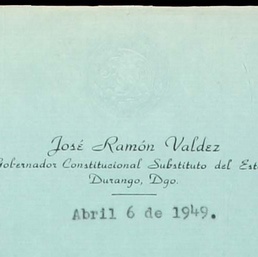 José Ramón Valdez
Gobernador Constitucional Substituto del Est
Durango, Dgo.
Abril 6 de 1949.